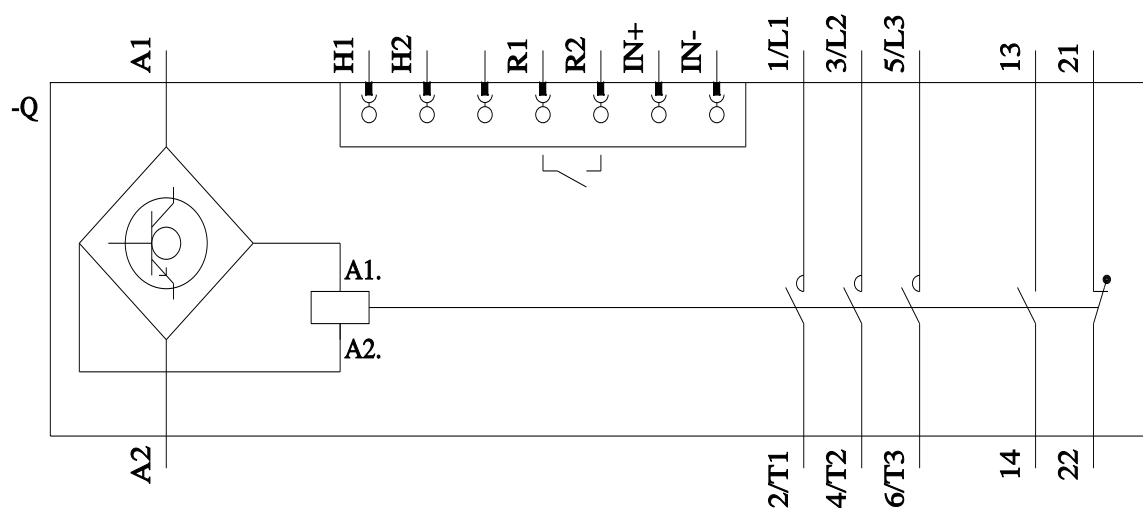 A1
H1
H2
R1
R2
IN+
IN-
1/L1
3/L2
5/L3
13
21
-Q
A1.
A2.
A2
2/T1
4/T2
6/T3
14
22